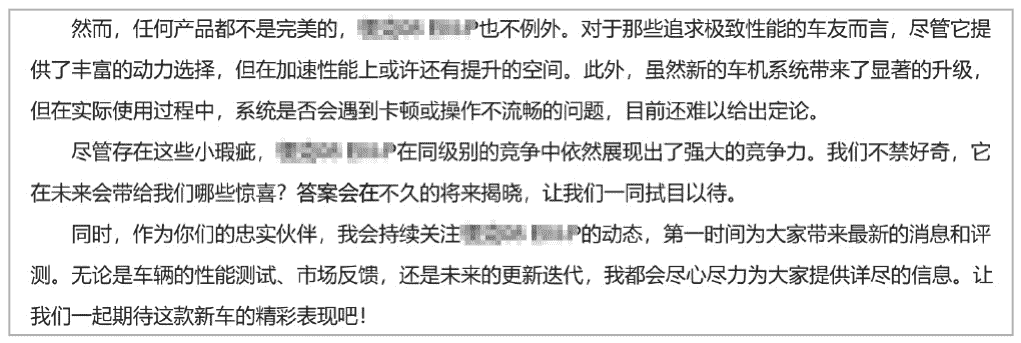 然而，任何产品都不是完美的，P也不例外。对于那些追求极致性能的车友而言，尽管它提
供了丰富的动力选择，但在加速性能上或许还有提升的空间。此外，虽然新的车机系统带来了显著的升级，
但在实际使用过程中，系统是否会遇到卡顿或操作不流畅的问题，目前还难以给出定论。
尽管存在这些小瑕疵，P在同级别的竞争中依然展现出了强大的竞争力。我们不禁好奇，它
在未来会带给我们哪些惊喜？答案会在不久的将来揭晓，让我们一同拭目以待。
同时，作为你们的忠实伙伴，我会持续关注P的动态，第一时间为大家带来最新的消息和评
测。无论是车辆的性能测试、市场反馈，还是未来的更新迭代，我都会尽心尽力为大家提供详尽的信息。让
我们一起期待这款新车的精彩表现吧！